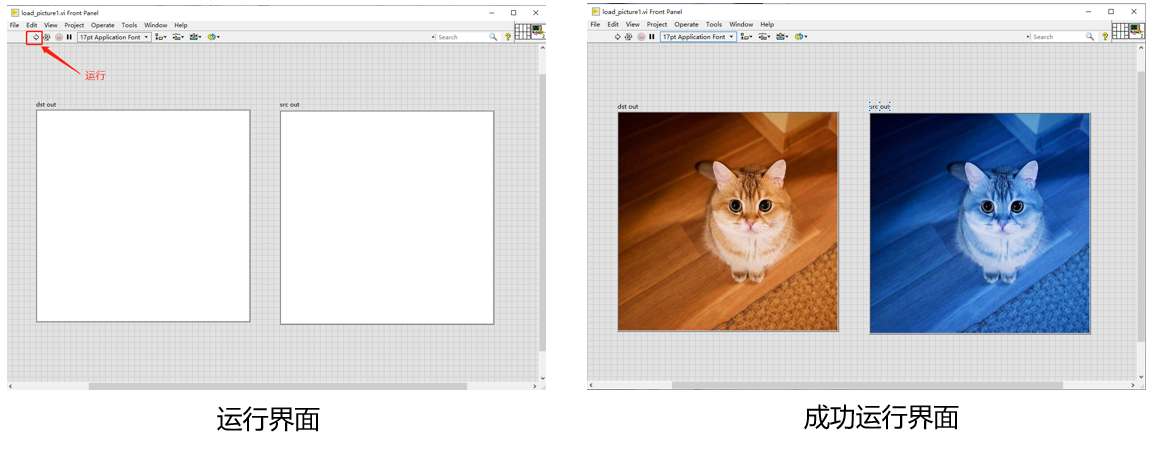 load_picture1.vi Front Panel
File Edit View Project Operate Tools Window Help
17pt Application Font
Search
运行
dst out
src out
运行界面
load_picture1.vi Front Panel
File Edit View Project Operate Tools Window Help
17pt Application Font
Search
dst out
src out
成功运行界面